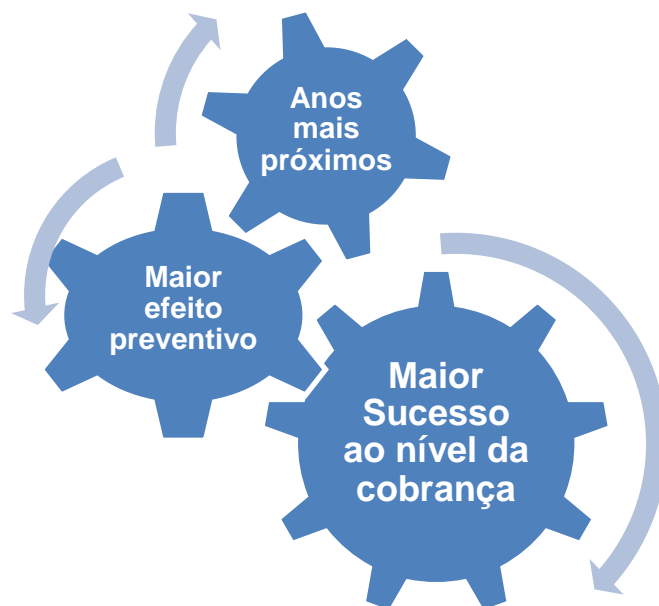 Anos
mais
próximos
Maior
efeito
preventivo
Maior
Sucesso
ao nível da
cobrança